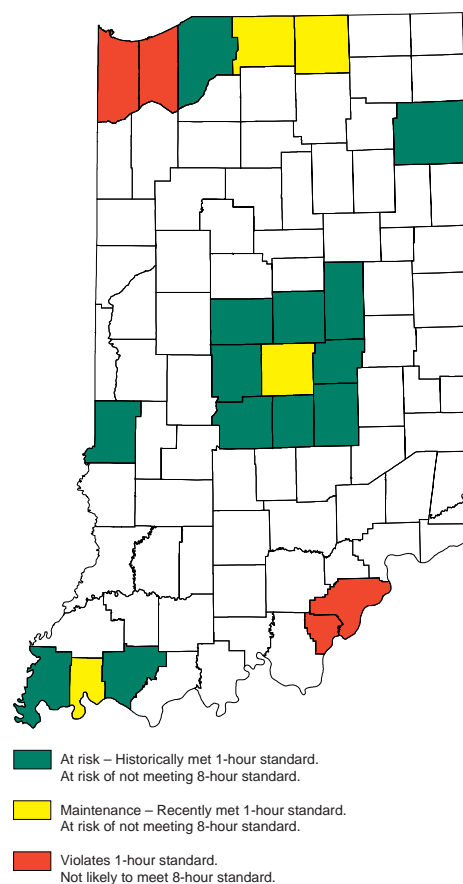 At risk – Historically met 1-hour standard.
At risk of not meeting 8-hour standard.
Maintenance – Recently met 1-hour standard.
At risk of not meeting 8-hour standard.
Violates 1-hour standard.
Not likely to meet 8-hour standard.